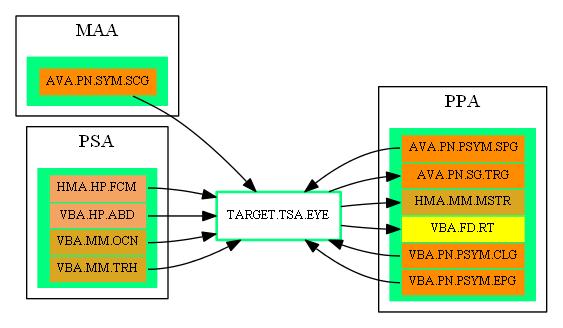 MAA
AVA.PN.SYM.SCG
PSA
HMA.HP.FCM
VBA.HP.ABD
VBA.MM.OCN
VBA.MM.TRH
TARGET.TSA.EYE
PPA
AVA.PN.PSYM.SPG
AVA.PN.SG.TRG
HMA.MM.MSTR
VBA.FD.RT
VBA.PN.PSYM.CLG
VBA.PN.PSYM.EPG